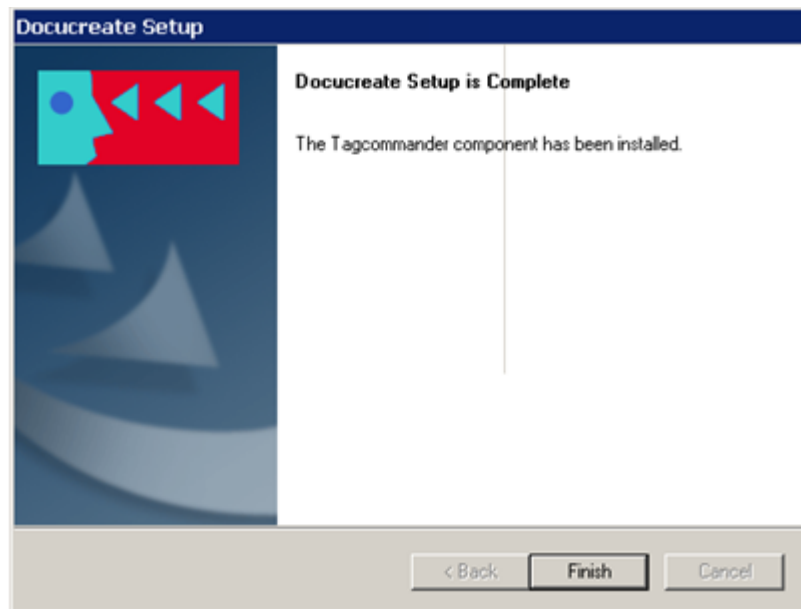 Docucreate Setup
Docucreate Setup is Complete
The Tagcommander component has been installed.
< Back
Finish
Cancel